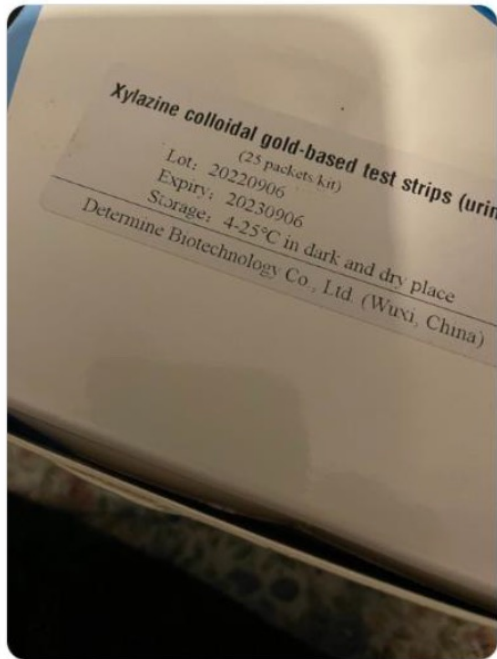 Xylazine colloidal gold-based test strips (urin
(25 packets/kit)
Lot: 20220906
Expiry: 20230906
Storage: 4-25°C in dark and dry place
Determine Biotechnology Co., Ltd. (Wuxi, China)